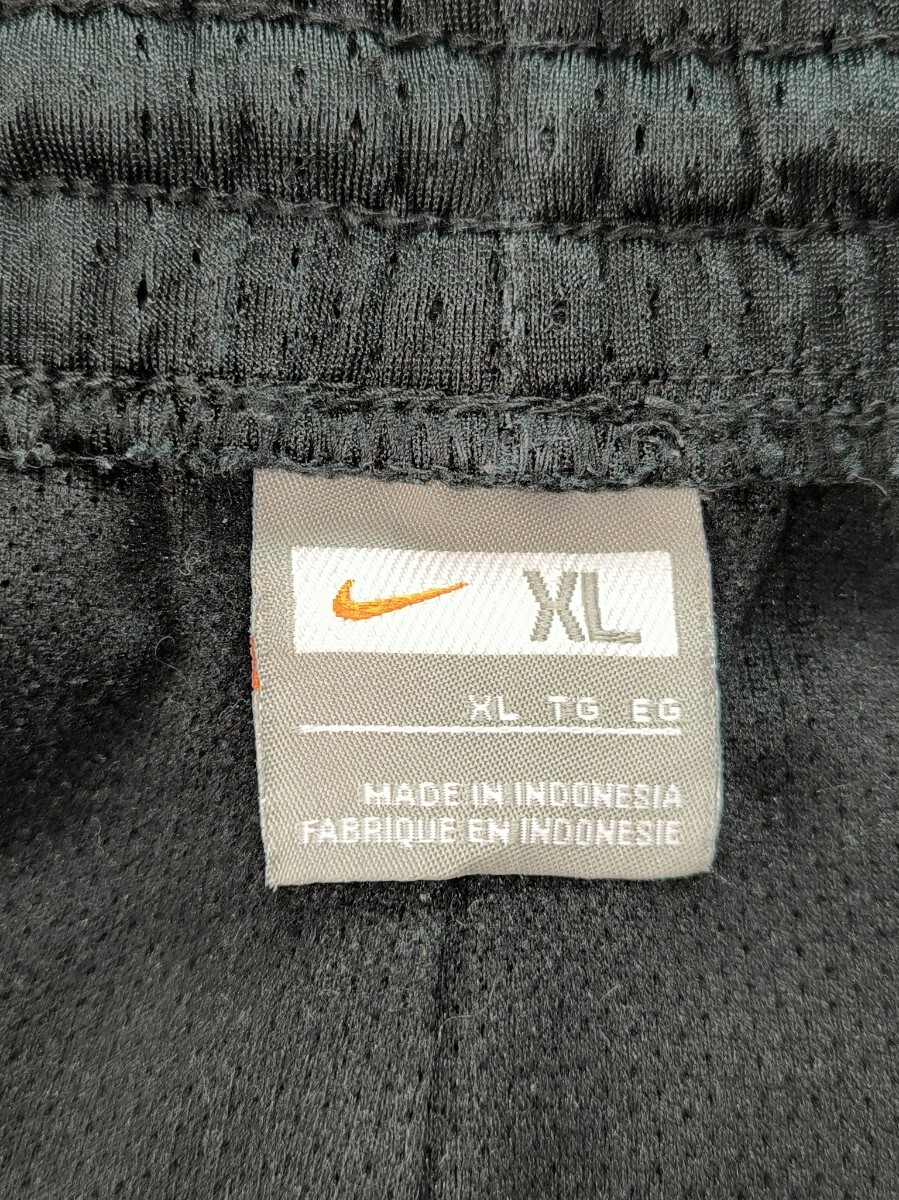 XL
XL TG EG
MADE IN INDONESIA
FABRIQUE EN INDONESIE